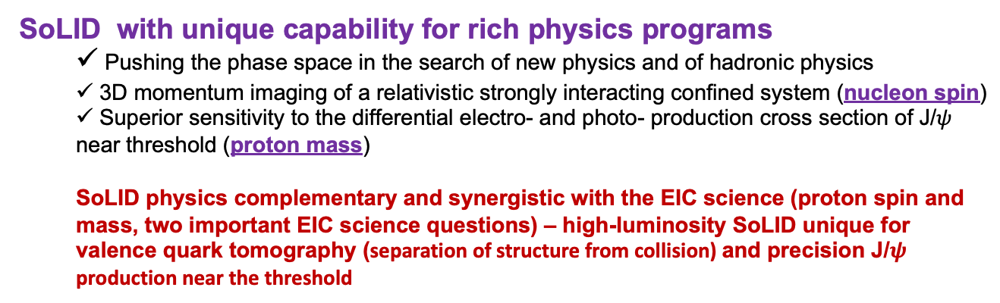 SoLID with unique capability for rich physics programs
✓ Pushing the phase space in the search of new physics and of hadronic physics
✓ 3D momentum imaging of a relativistic strongly interacting confined system (nucleon spin)
✓ Superior sensitivity to the differential electro- and photo- production cross section of J/ψ
near threshold (proton mass)
SoLID physics complementary and synergistic with the EIC science (proton spin and
mass, two important EIC science questions) – high-luminosity SoLID unique for
valence quark tomography (separation of structure from collision) and precision J/ψ
production near the threshold